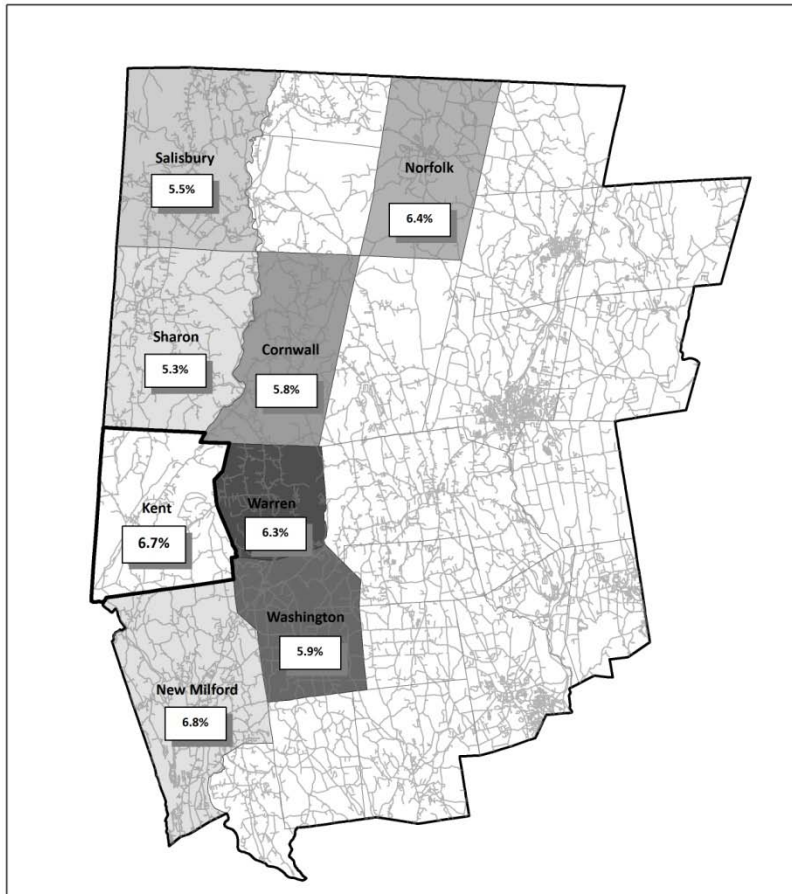 Salisbury
5.5%
Norfolk
6.4%
Sharon
5.3%
Cornwall
5.8%
Kent
6.7%
Warren
6.3%
Washington
5.9%
New Milford
6.8%